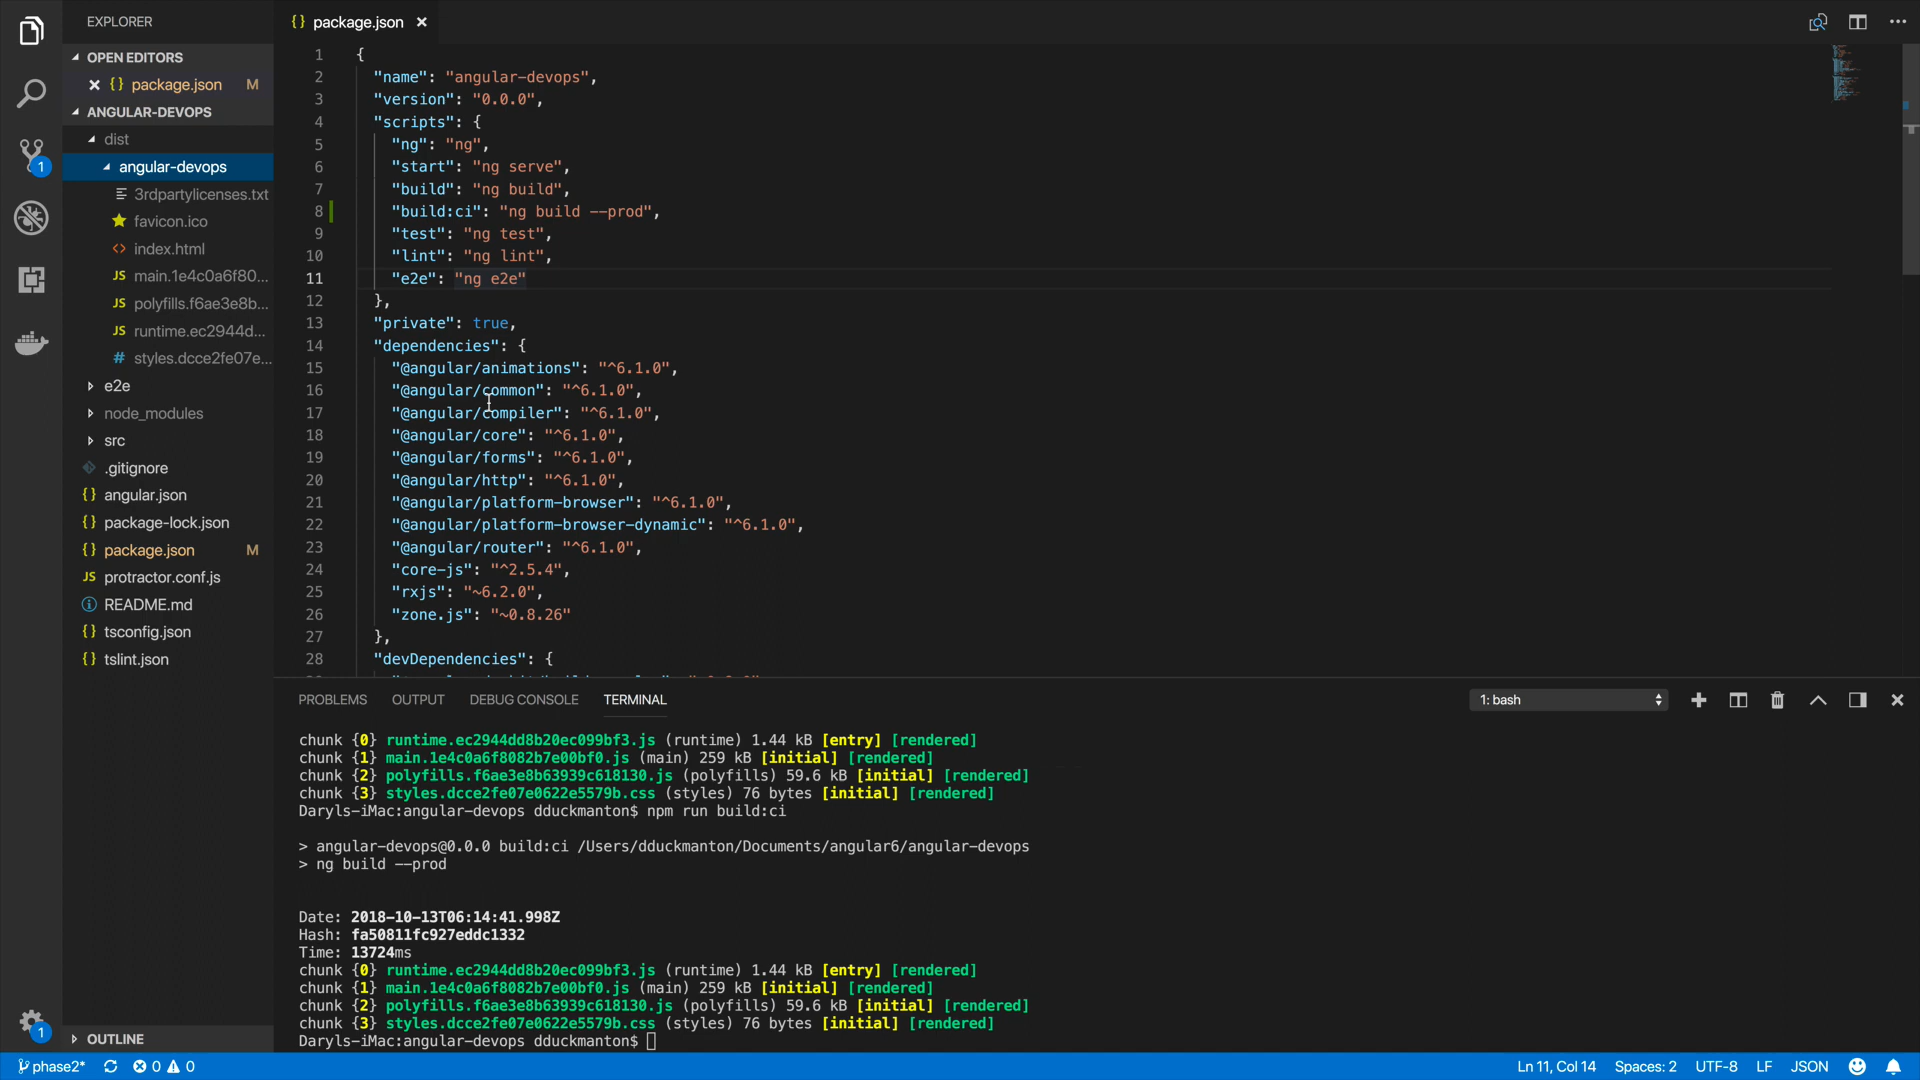 EXPLORER
OPEN EDITORS
package.json M
ANGULAR-DEVOPS
dist
angular-devops
3rdpartylicenses.txt
favicon.ico
index.html
JS main.1e4c0a6f80...
JS polyfills.f6ae3e8b...
JS runtime.ec2944d...
# styles.dcce2fe07e...
e2e
node_modules
src
.gitignore
{} angular.json
{} package-lock.json
{} package.json M
JS protractor.conf.js
README.md
{} tsconfig.json
{} tslint.json
OUTLINE
1
1
{} package.json
1 {
2 "name": "angular-devops",
3 "version": "0.0.0",
4 "scripts": {
5 "ng": "ng",
6 "start": "ng serve",
7 "build": "ng build",
8 "build:ci": "ng build --prod",
9 "test": "ng test",
10 "lint": "ng lint",
11 "e2e": "ng e2e"
12 },
13 "private": true,
14 "dependencies": {
15 "@angular/animations": "^6.1.0",
16 "@angular/common": "^6.1.0",
17 "@angular/compiler": "^6.1.0",
18 "@angular/core": "^6.1.0",
19 "@angular/forms": "^6.1.0",
20 "@angular/http": "^6.1.0",
21 "@angular/platform-browser": "^6.1.0",
22 "@angular/platform-browser-dynamic": "^6.1.0",
23 "@angular/router": "^6.1.0",
24 "core-js": "^2.5.4",
25 "rxjs": "~6.2.0",
26 "zone.js": "~0.8.26"
27 },
28 "devDependencies": {
PROBLEMS OUTPUT DEBUG CONSOLE TERMINAL 1: bash
chunk {0} runtime.ec2944dd8b20ec099bf3.js (runtime) 1.44 kB [entry] [rendered]
chunk {1} main.1e4c0a6f8082b7e00bf0.js (main) 259 kB [initial] [rendered]
chunk {2} polyfills.f6ae3e8b63939c618130.js (polyfills) 59.6 kB [initial] [rendered]
chunk {3} styles.dcce2fe07e0622e5579b.css (styles) 76 bytes [initial] [rendered]
Daryls-iMac:angular-devops dduckmanton$ npm run build:ci
> angular-devops@0.0.0 build:ci /Users/dduckmanton/Documents/angular6/angular-devops
> ng build --prod
Date: 2018-10-13T06:14:41.998Z
Hash: fa50811fc927eddc1332
Time: 13724ms
chunk {0} runtime.ec2944dd8b20ec099bf3.js (runtime) 1.44 kB [entry] [rendered]
chunk {1} main.1e4c0a6f8082b7e00bf0.js (main) 259 kB [initial] [rendered]
chunk {2} polyfills.f6ae3e8b63939c618130.js (polyfills) 59.6 kB [initial] [rendered]
chunk {3} styles.dcce2fe07e0622e5579b.css (styles) 76 bytes [initial] [rendered]
Daryls-iMac:angular-devops dduckmanton$
phase2* 0 0 Ln 11, Col 14 Spaces: 2 UTF-8 LF JSON